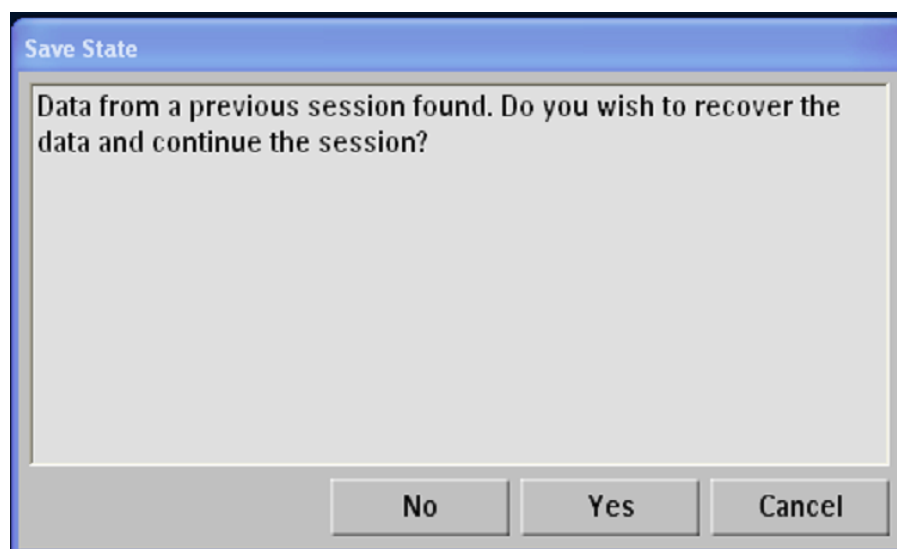 Save State
Data from a previous session found. Do you wish to recover the
data and continue the session?
No
Yes
Cancel